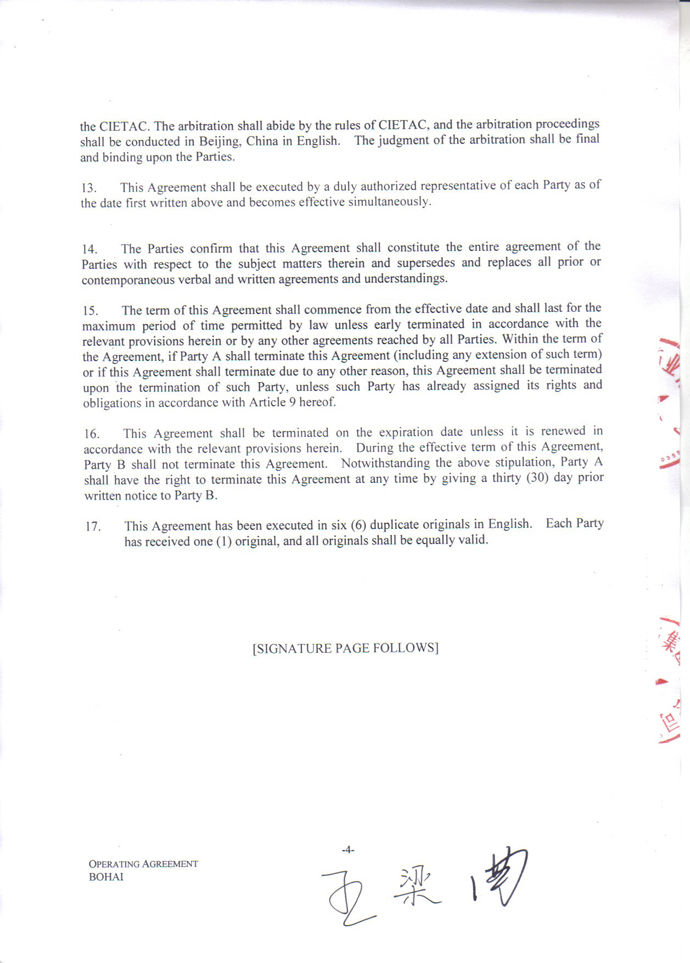 the CIETAC. The arbitration shall abide by the rules of CIETAC, and the arbitration proceedings
shall be conducted in Beijing, China in English. The judgment of the arbitration shall be final
and binding upon the Parties.
13. This Agreement shall be executed by a duly authorized representative of each Party as of
the date first written above and becomes effective simultaneously.
14. The Parties confirm that this Agreement shall constitute the entire agreement of the
Parties with respect to the subject matters therein and supersedes and replaces all prior or
contemporaneous verbal and written agreements and understandings.
15. The term of this Agreement shall commence from the effective date and shall last for the
maximum period of time permitted by law unless early terminated in accordance with the
relevant provisions herein or by any other agreements reached by all Parties. Within the term of
the Agreement, if Party A shall terminate this Agreement (including any extension of such term)
or if this Agreement shall terminate due to any other reason, this Agreement shall be terminated
upon the termination of such Party, unless such Party has already assigned its rights and
obligations in accordance with Article 9 hereof.
16. This Agreement shall be terminated on the expiration date unless it is renewed in
accordance with the relevant provisions herein. During the effective term of this Agreement,
Party B shall not terminate this Agreement. Notwithstanding the above stipulation, Party A
shall have the right to terminate this Agreement at any time by giving a thirty (30) day prior
written notice to Party B.
17. This Agreement has been executed in six (6) duplicate originals in English. Each Party
has received one (1) original, and all originals shall be equally valid.
[SIGNATURE PAGE FOLLOWS]
-4-
OPERATING AGREEMENT
BOHAI
业
集
梁